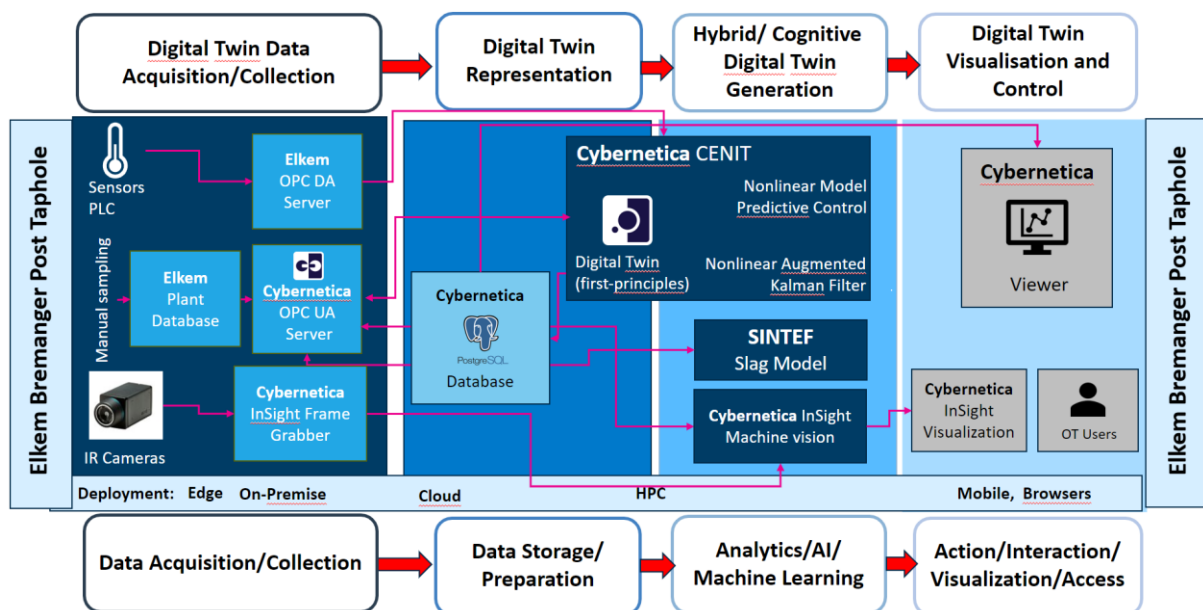 Digital Twin Data
Acquisition/Collection
Digital Twin
Representation
Hybrid/ Cognitive
Digital Twin
Generation
Digital Twin
Visualisation and
Control
Elkem Bremanger Post Taphole
Sensors
PLC
Elkem
OPC DA
Server
Manual sampling
Elkem
Plant
Database
Cybernetica
OPC UA
Server
IR Cameras
Cybernetica
InSight Frame
Grabber
Cybernetica
PostgreSQL
Database
Cybernetica CENIT
Nonlinear Model
Predictive Control
Digital Twin
(first-principles)
Nonlinear Augmented
Kalman Filter
SINTEF
Slag Model
Cybernetica InSight
Machine vision
Cybernetica
Viewer
Cybernetica
InSight
Visualization
OT Users
Elkem Bremanger Post Taphole
Deployment: Edge On-Premise Cloud HPC Mobile, Browsers
Data Acquisition/Collection
Data Storage/
Preparation
Analytics/AI/
Machine Learning
Action/Interaction/
Visualization/Access